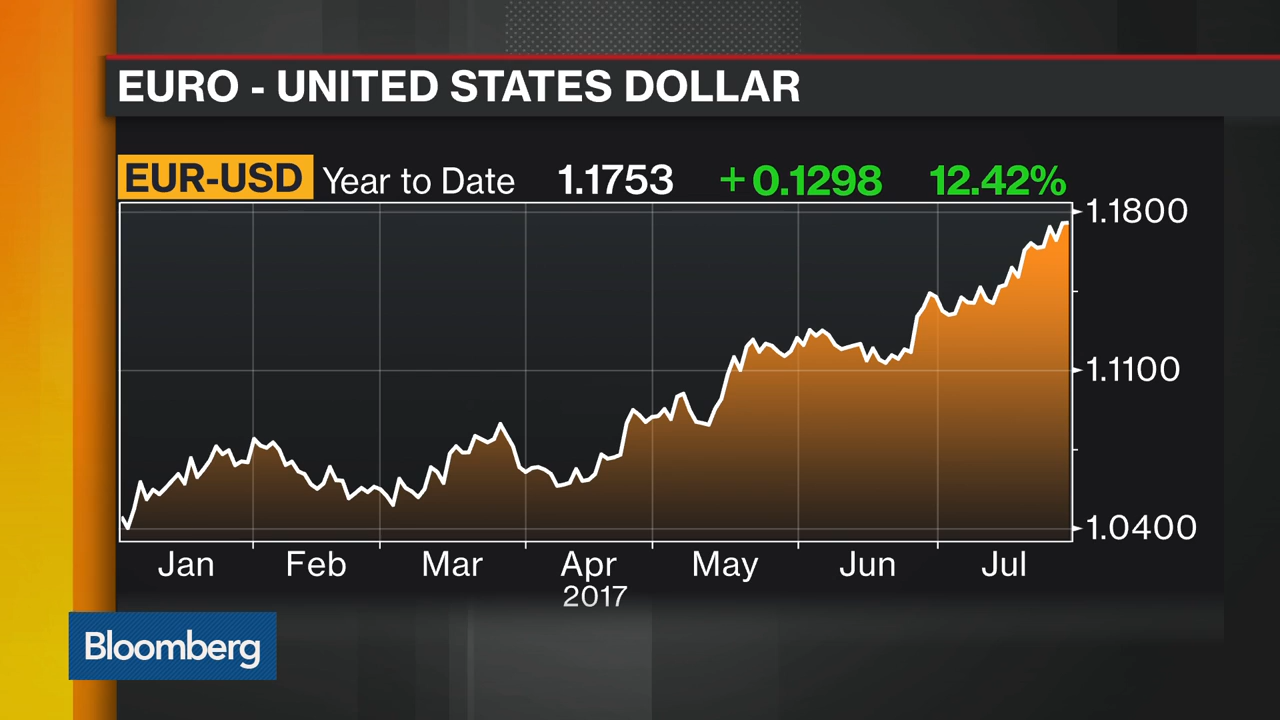 EURO - UNITED STATES DOLLAR
EUR-USD Year to Date 1.1753 +0.1298 12.42%
1.1800
1.1100
1.0400
Jan Feb Mar Apr May Jun Jul
2017
Bloomberg